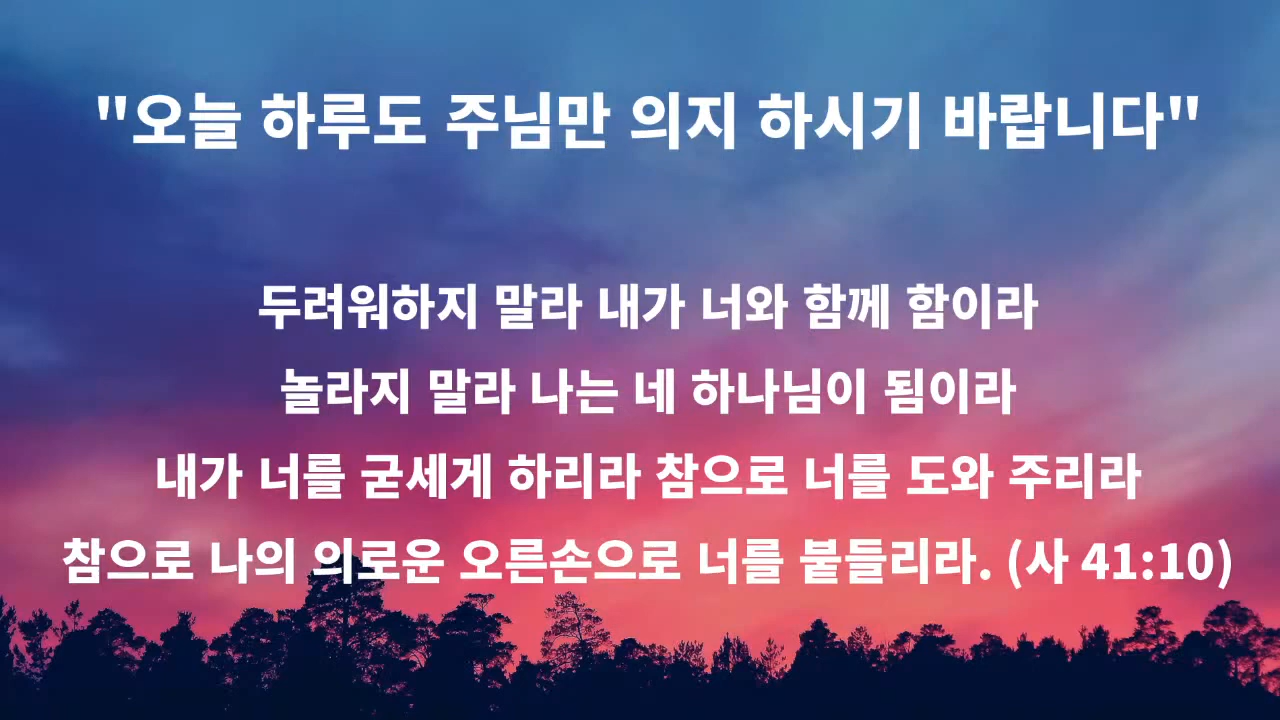 "오늘 하루도 주님만 의지 하시기 바랍니다"
두려워하지 말라 내가 너와 함께 함이라
놀라지 말라 나는 네 하나님이 됨이라
내가 너를 굳세게 하리라 참으로 너를 도와 주리라
참으로 나의 의로운 오른손으로 너를 붙들리라. (사 41:10)